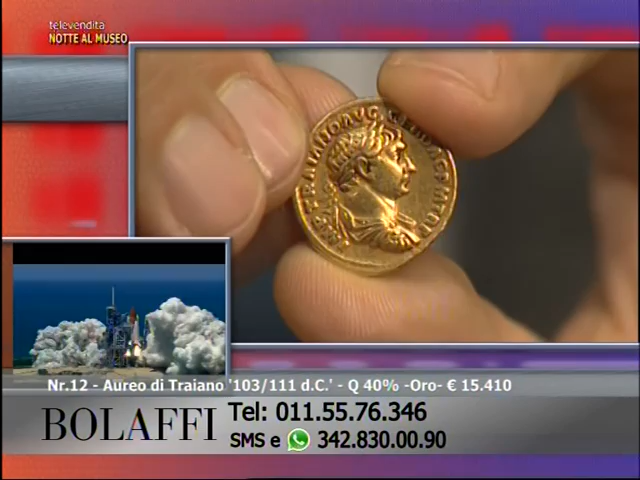 televendita
NOTTE AL MUSEO
Nr.12 - Aureo di Traiano '103/111 d.C.' - Q 40% -Oro- € 15.410
BOLAFFI
Tel: 011.55.76.346
SMS e 342.830.00.90